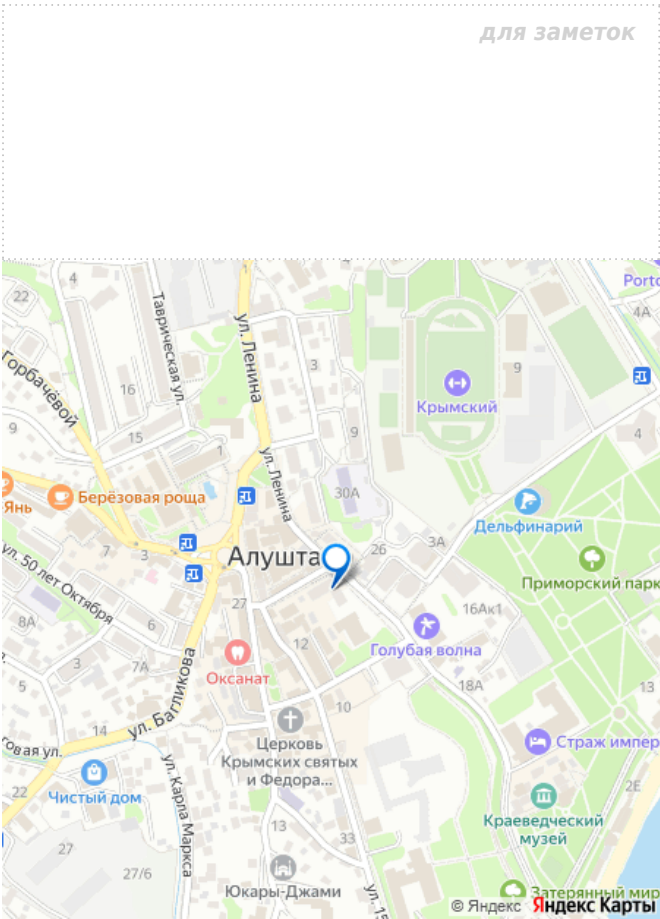 для заметок
Porto
22
4
4А
Таврическая ул.
ул. Ленина
3
9
Горбачёвой
16
Крымский
9
15
9
4
1
ул. Ленина
Янь
Берёзовая роща
30А
Дельфинарий
7
3
Алушта
26
3А
Приморский парк
ул. 50 лет Октября
8А
6
27
16Ак1
12
Голубая волна
3
7А
Оксанат
5
18А
13
ул. Багликова
10
14
Церковь
Крымских святых
и Федора...
Страж импер
говая ул.
ул. Карла Маркса
22
Чистый дом
2Е
Краеведческий
музей
13
27
33
27/6
Юкары-Джами
ул. 15
Затерянный мир
© Яндекс Яндекс Карты